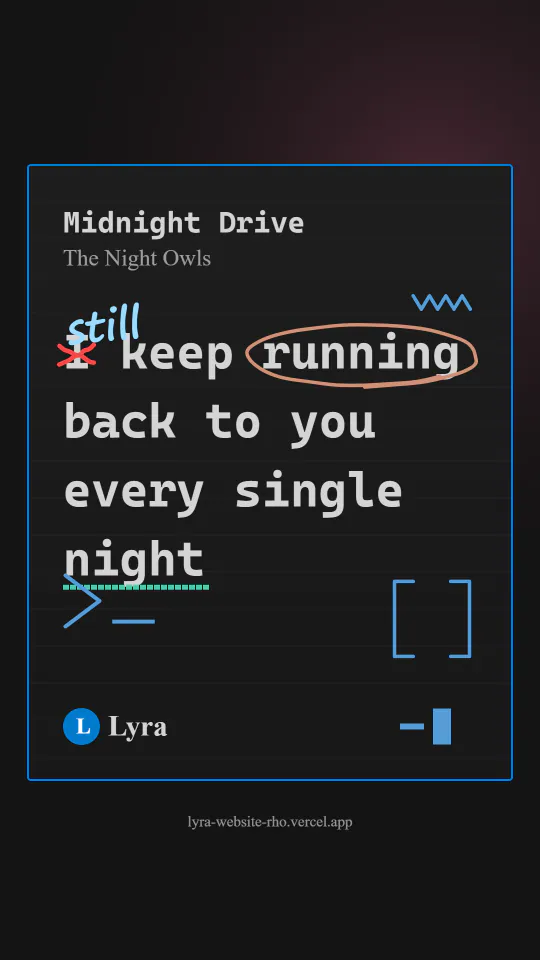 Midnight Drive
The Night Owls
still
I keep running
back to you
every single
night
>_ [ ]
L Lyra
lyra-website-rho.vercel.app